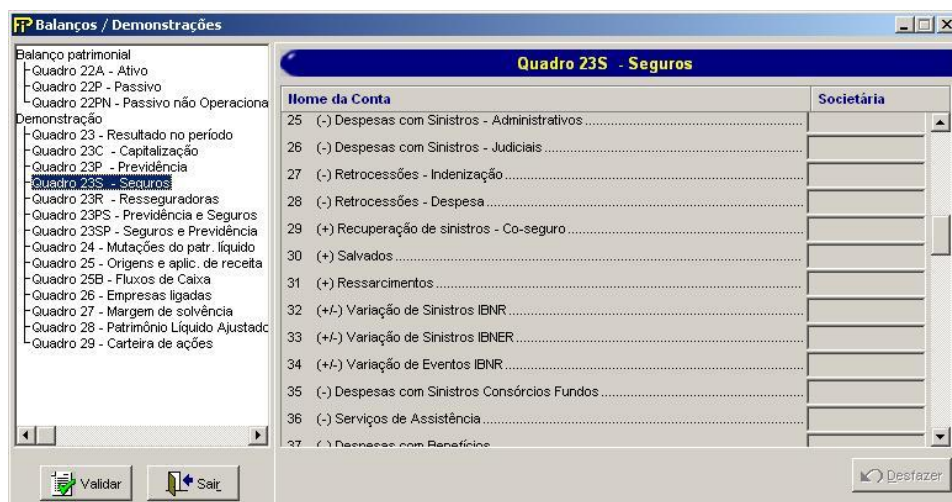 FiP Balanços / Demonstrações
Balanço patrimonial
Quadro 22A - Ativo
Quadro 22P - Passivo
Quadro 22PN - Passivo não Operaciona
Demonstração
Quadro 23 - Resultado no período
Quadro 23C - Capitalização
Quadro 23P - Previdência
Quadro 23S - Seguros
Quadro 23R - Resseguradoras
Quadro 23PS - Previdência e Seguros
Quadro 23SP - Seguros e Previdência
Quadro 24 - Mutações do patr. líquido
Quadro 25 - Origens e aplic. de receita
Quadro 25B - Fluxos de Caixa
Quadro 26 - Empresas ligadas
Quadro 27 - Margem de solvência
Quadro 28 - Patrimônio Líquido Ajustado
Quadro 29 - Carteira de ações
Validar
Sair
Quadro 23S - Seguros
Nome da Conta Societária
25 (-) Despesas com Sinistros - Administrativos
26 (-) Despesas com Sinistros - Judiciais
27 (-) Retrocessões - Indenização
28 (-) Retrocessões - Despesa
29 (+) Recuperação de sinistros - Co-seguro
30 (+) Salvados
31 (+) Ressarcimentos
32 (+/-) Variação de Sinistros IBNR
33 (+/-) Variação de Sinistros IBNER
34 (+/-) Variação de Eventos IBNR
35 (-) Despesas com Sinistros Consórcios Fundos
36 (-) Serviços de Assistência
37 (-) Despesas com Benefícios
Desfazer